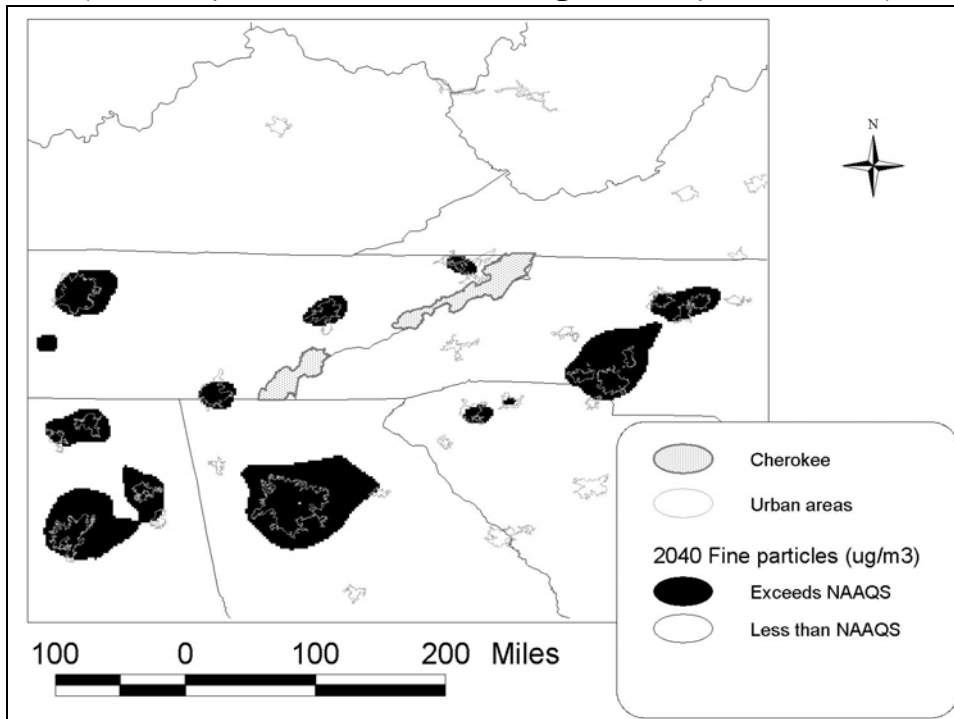 N
Cherokee
Urban areas
2040 Fine particles (ug/m3)
Exceeds NAAQS
Less than NAAQS
100 0 100 200 Miles